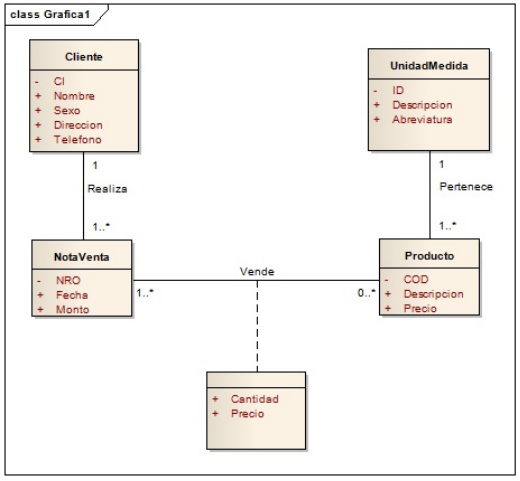 class Grafica1
Cliente
- CI
+ Nombre
+ Sexo
+ Direccion
+ Telefono
UnidadMedida
- ID
+ Descripcion
+ Abreviatura
1
Realiza
1..*
1
Pertenece
1..*
NotaVenta
- NRO
+ Fecha
+ Monto
1..*
Vende
0..*
Producto
- COD
+ Descripcion
+ Precio
+ Cantidad
+ Precio